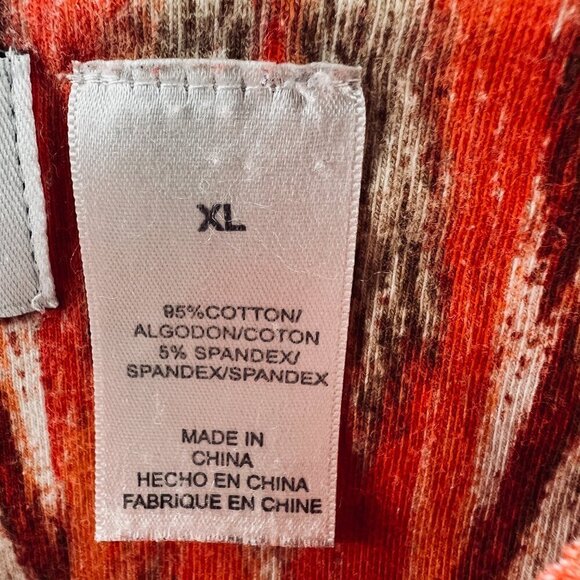 XL
95%COTTON/
ALGODON/COTON
5% SPANDEX/
SPANDEX/SPANDEX
MADE IN
CHINA
HECHO EN CHINA
FABRIQUE EN CHINE